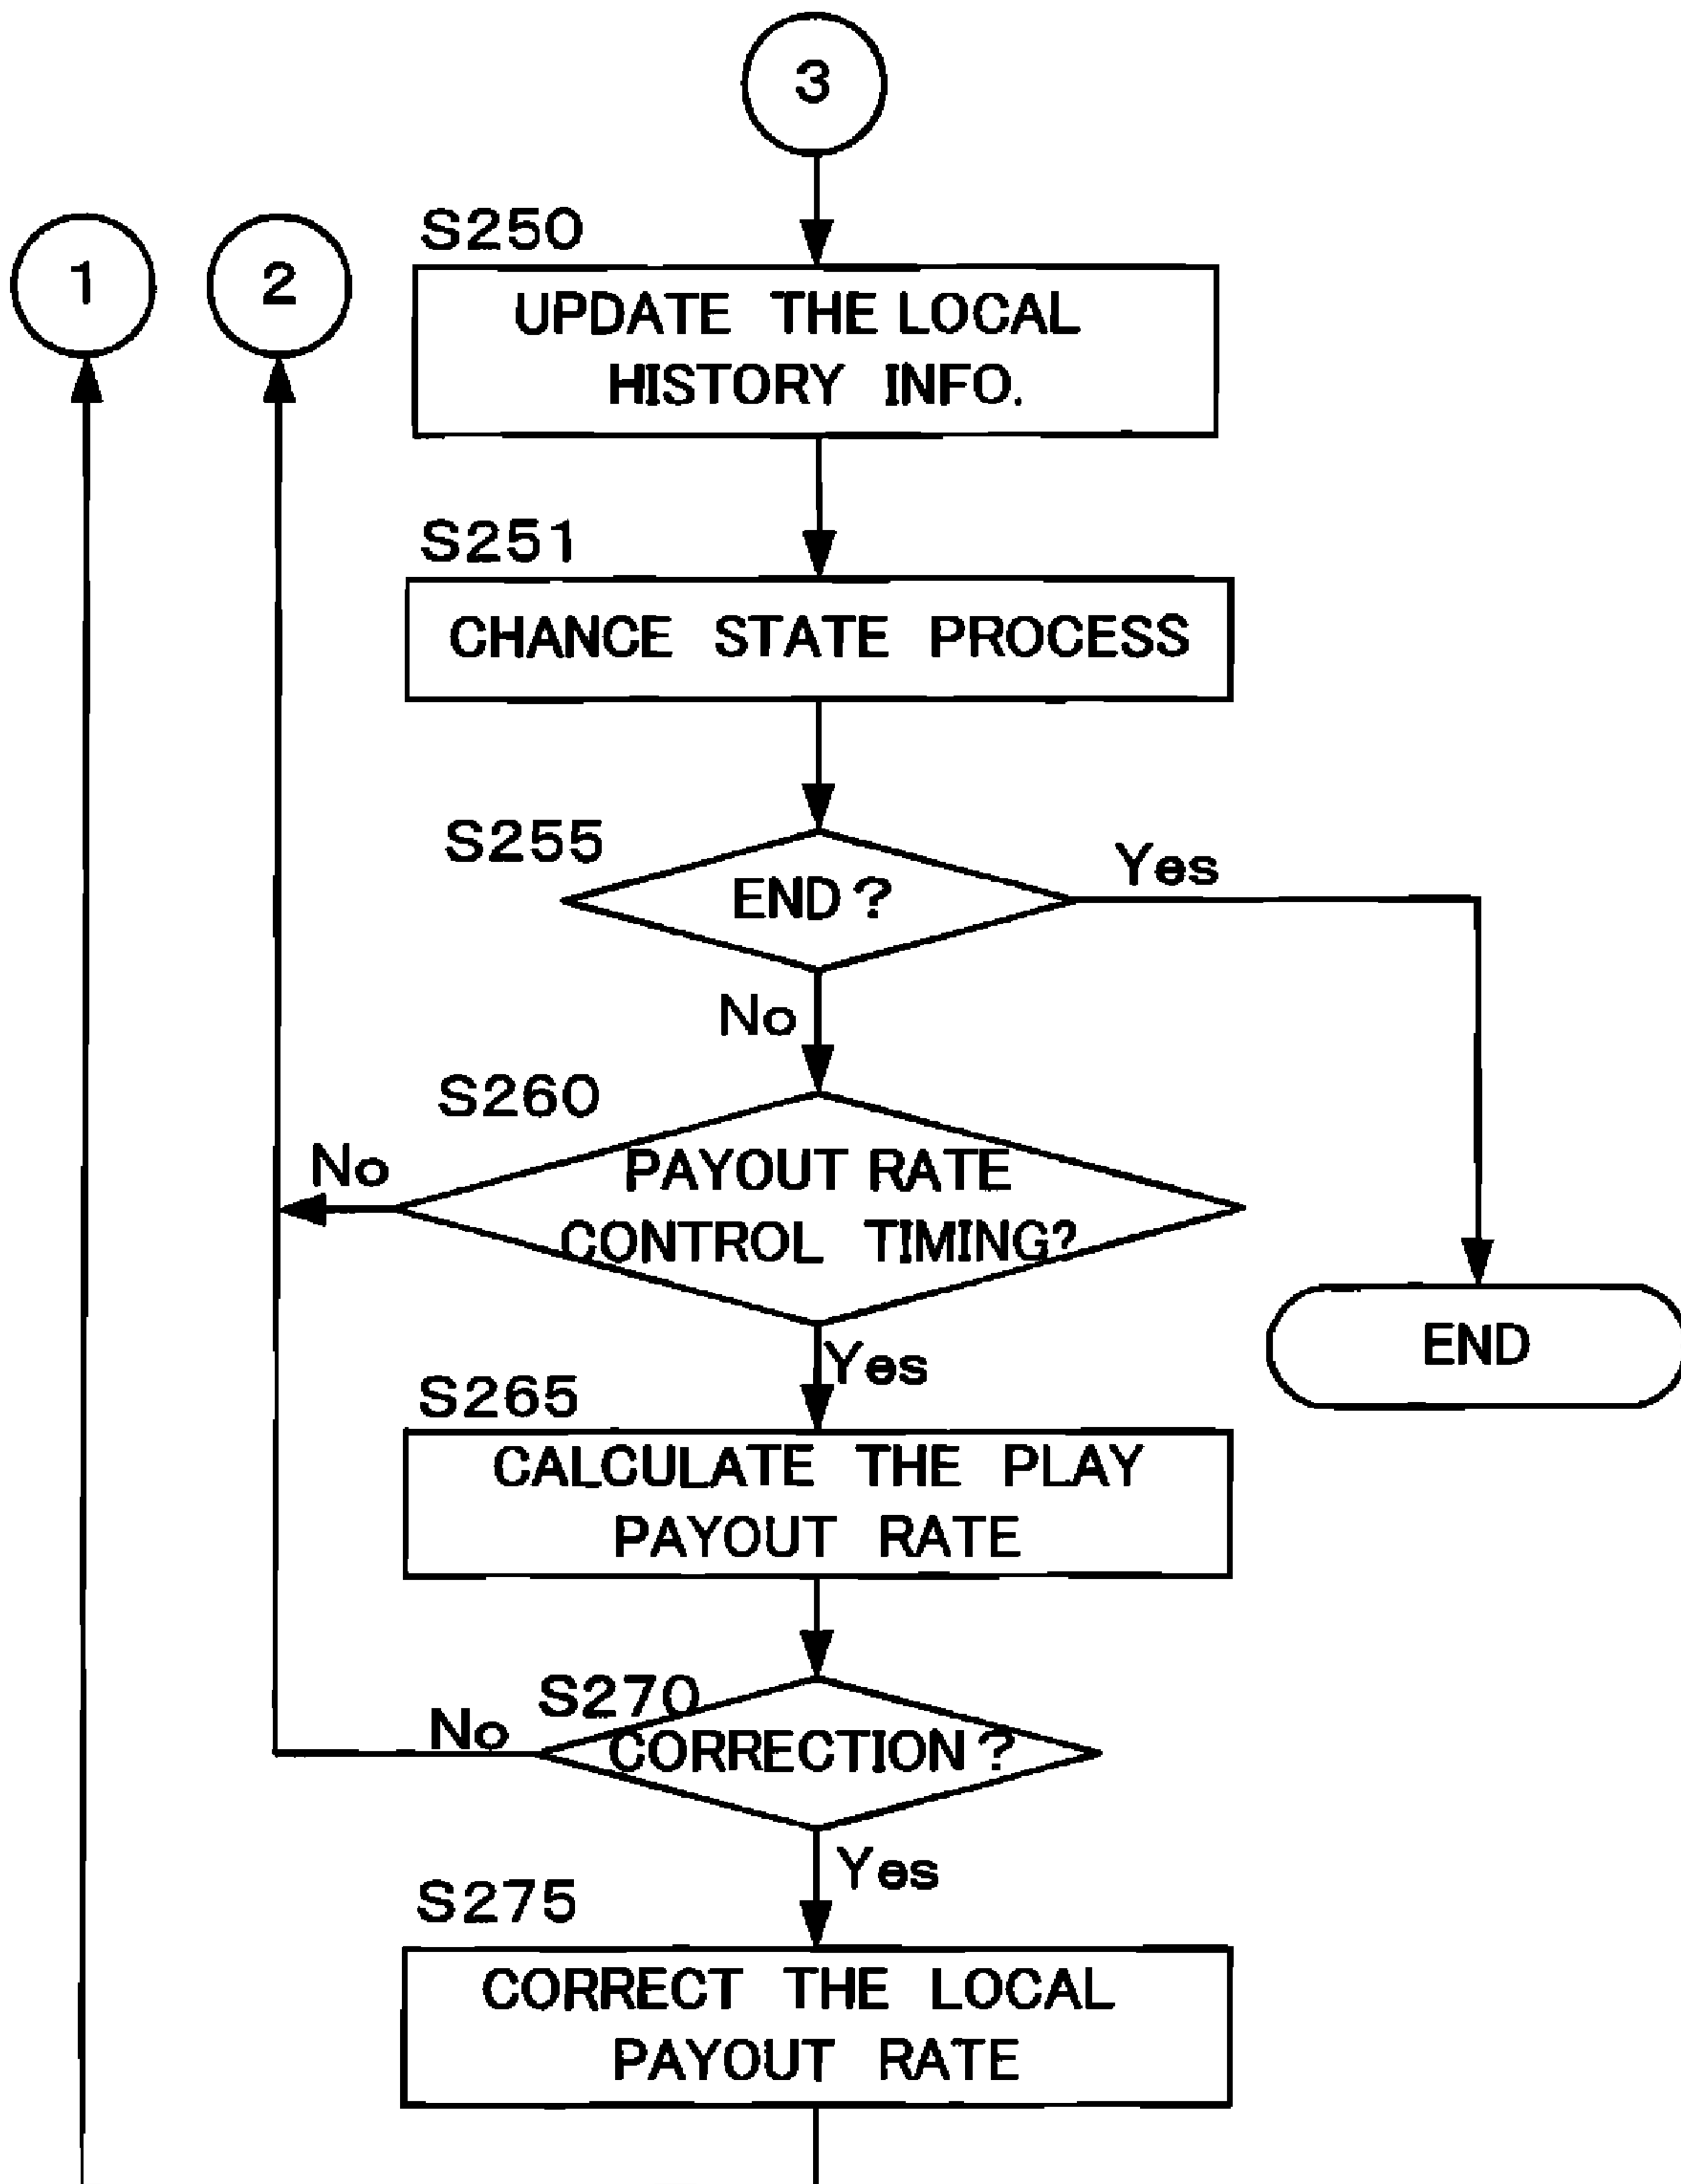 3
1
2
S250
UPDATE THE LOCAL
HISTORY INFO.
S251
CHANCE STATE PROCESS
S255
END?
Yes
No
S260
No
PAYOUT RATE
CONTROL TIMING?
Yes
END
S265
CALCULATE THE PLAY
PAYOUT RATE
S270
No
CORRECTION?
Yes
S275
CORRECT THE LOCAL
PAYOUT RATE